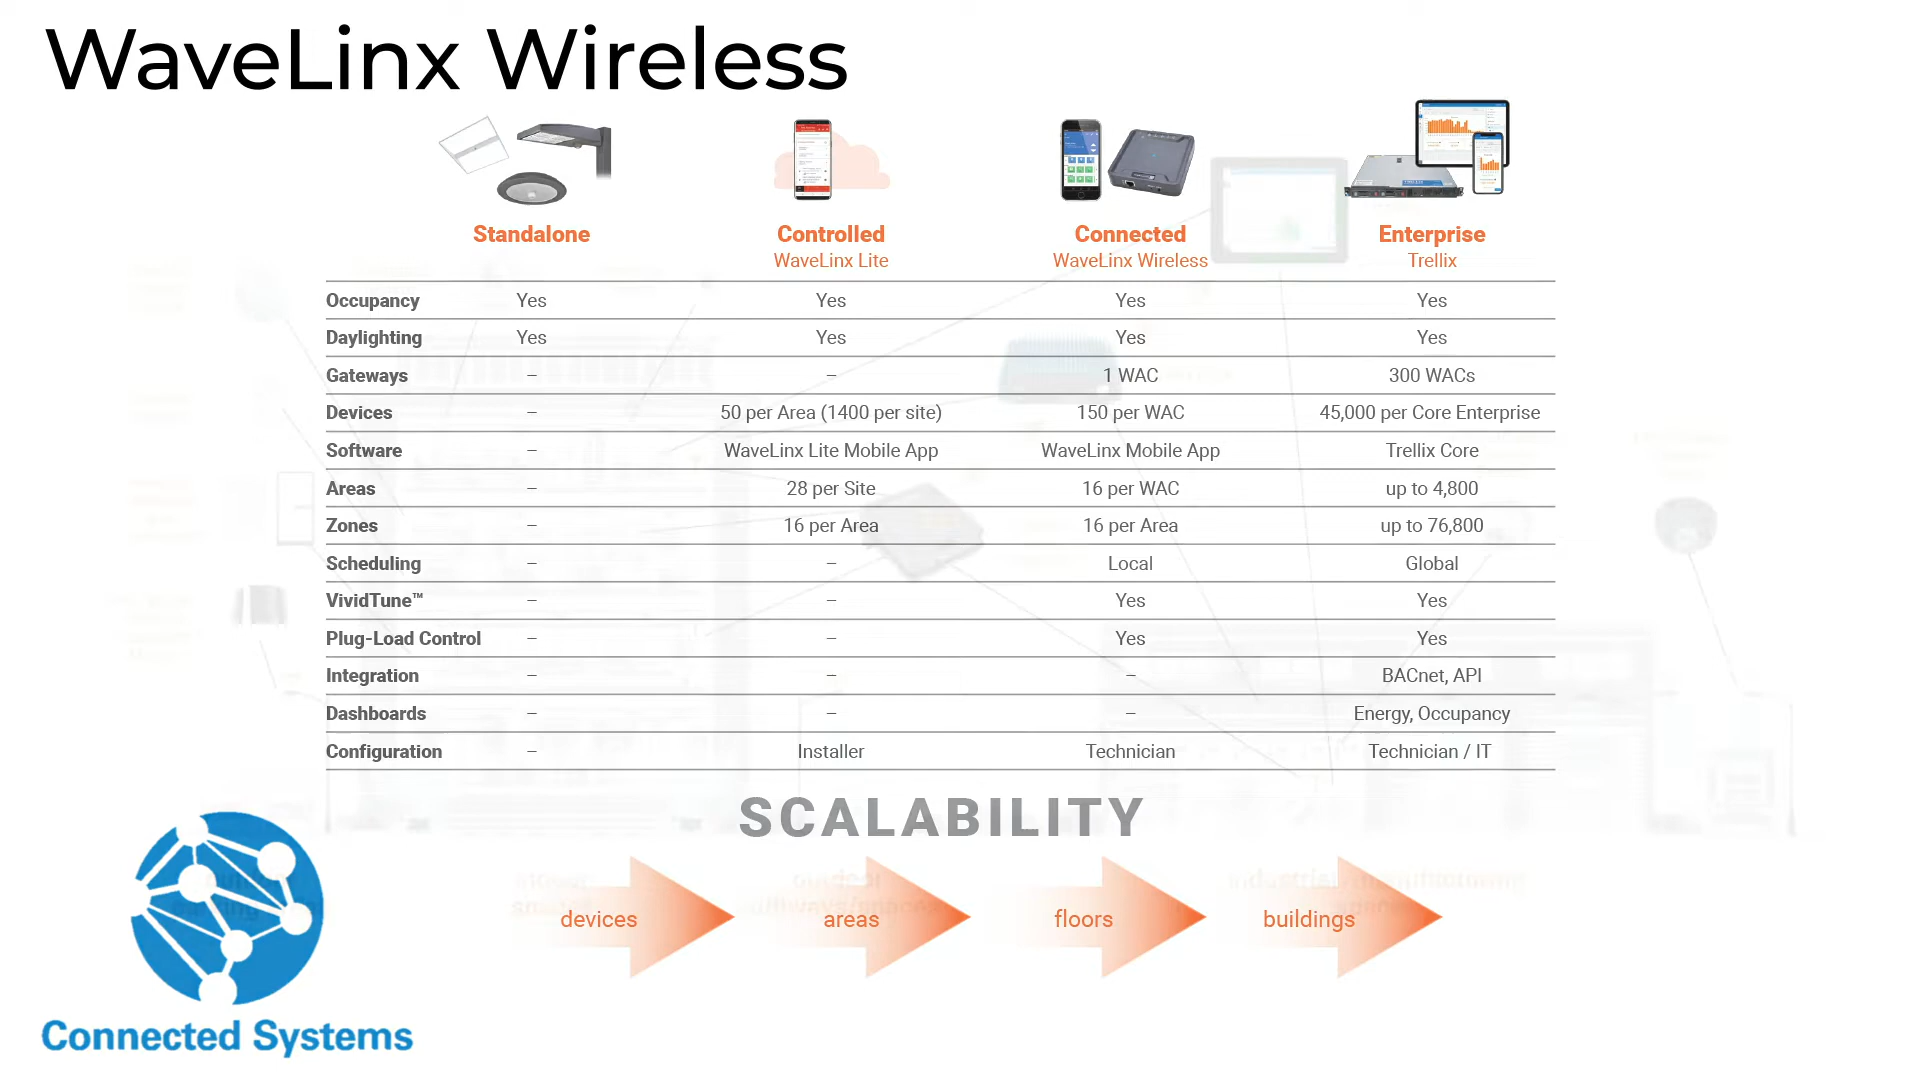 WaveLinx Wireless
Standalone Controlled Connected Enterprise
WaveLinx Lite WaveLinx Wireless Trellix
Occupancy Yes Yes Yes Yes
Daylighting Yes Yes Yes Yes
Gateways – – 1 WAC 300 WACs
Devices – 50 per Area (1400 per site) 150 per WAC 45,000 per Core Enterprise
Software – WaveLinx Lite Mobile App WaveLinx Mobile App Trellix Core
Areas – 28 per Site 16 per WAC up to 4,800
Zones – 16 per Area 16 per Area up to 76,800
Scheduling – – Local Global
VividTune™ – – Yes Yes
Plug-Load Control – – Yes Yes
Integration – – – BACnet, API
Dashboards – – – Energy, Occupancy
Configuration – Installer Technician Technician / IT
SCALABILITY
devices areas floors buildings
Connected Systems